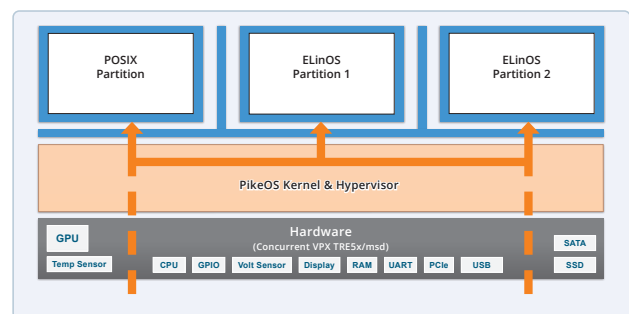 POSIX
Partition
ELinOS
Partition 1
ELinOS
Partition 2
PikeOS Kernel & Hypervisor
Hardware
(Concurrent VPX TRE5x/msd)
GPU
SATA
Temp Sensor
CPU
GPIO
Volt Sensor
Display
RAM
UART
PCIe
USB
SSD